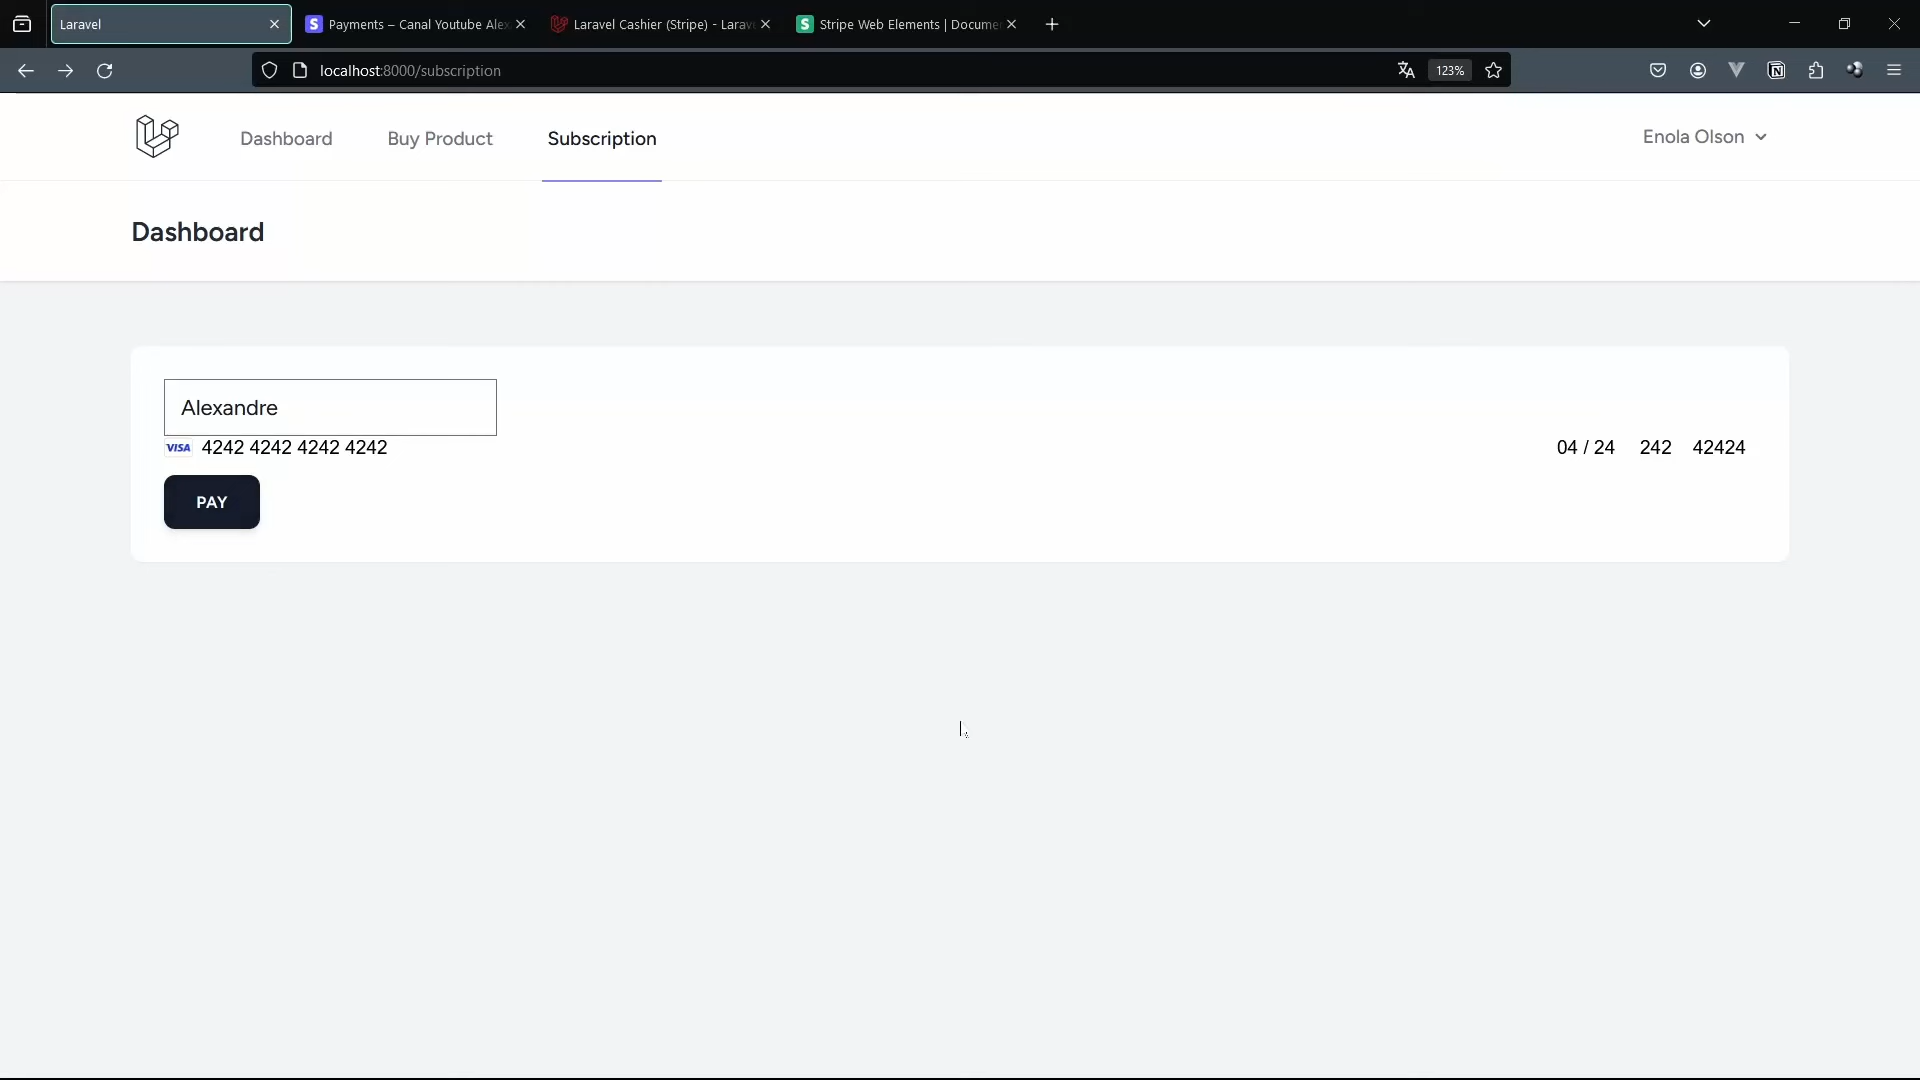 Laravel
Payments – Canal Youtube Alex
Laravel Cashier (Stripe) - Larav
Stripe Web Elements | Docume
localhost:8000/subscription
123%
Dashboard
Buy Product
Subscription
Enola Olson
Dashboard
Alexandre
VISA 4242 4242 4242 4242 04 / 24 242 42424
PAY